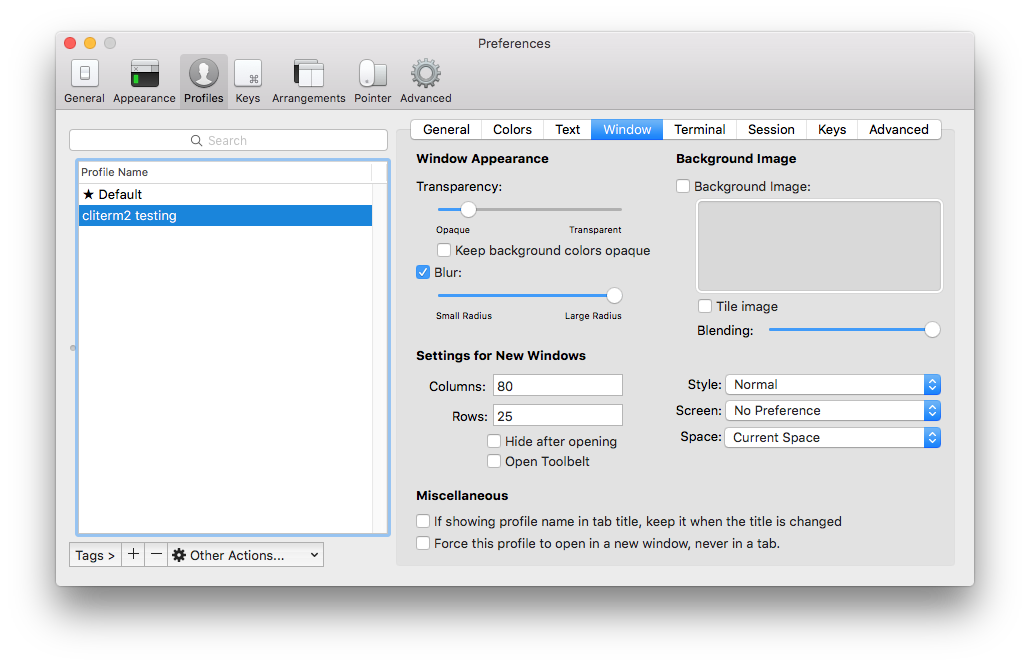 Preferences
General Appearance Profiles Keys Arrangements Pointer Advanced
Search
Profile Name
★ Default
cliterm2 testing
Tags > + − Other Actions...
General Colors Text Window Terminal Session Keys Advanced
Window Appearance
Transparency:
Opaque Transparent
Keep background colors opaque
Blur:
Small Radius Large Radius
Background Image
Background Image:
Tile image
Blending:
Settings for New Windows
Columns: 80
Rows: 25
Hide after opening
Open Toolbelt
Style: Normal
Screen: No Preference
Space: Current Space
Miscellaneous
If showing profile name in tab title, keep it when the title is changed
Force this profile to open in a new window, never in a tab.